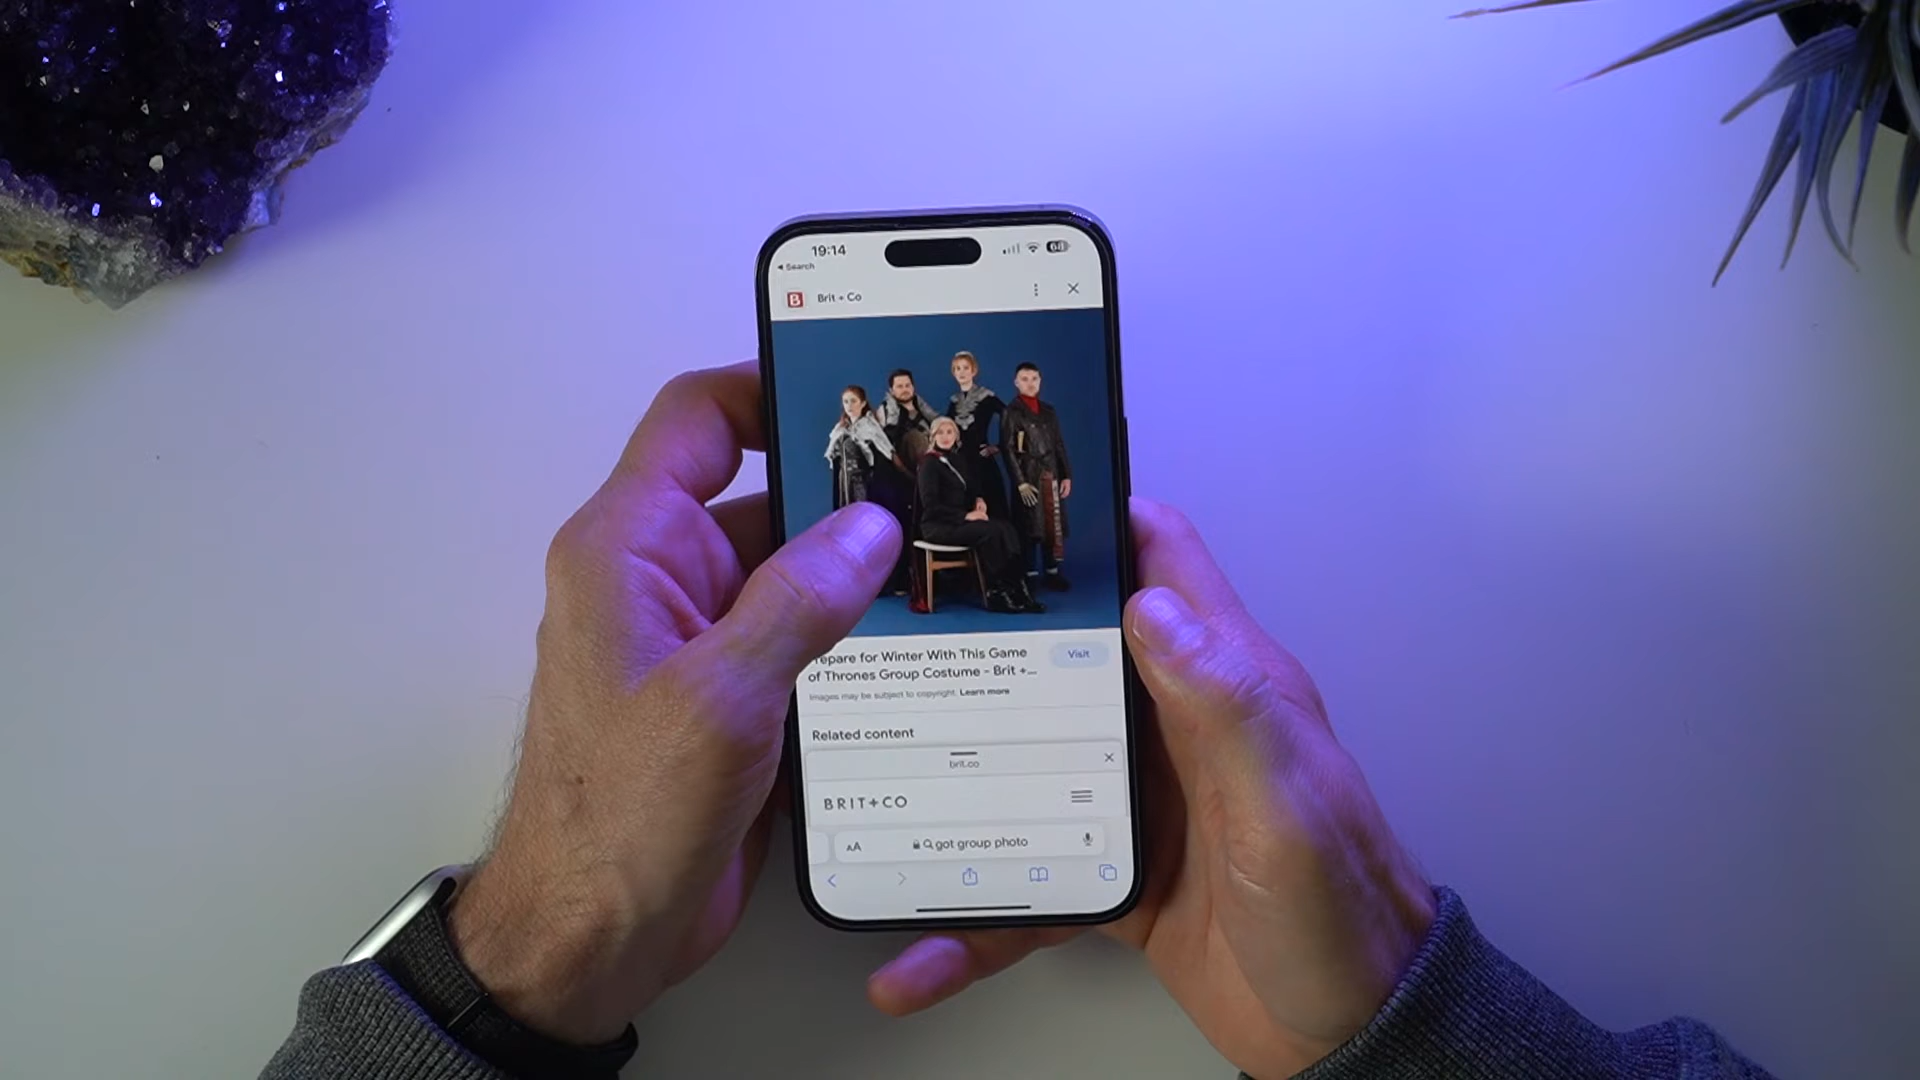 19:14
68
Search
B
Brit + Co
repare for Winter With This Game
of Thrones Group Costume - Brit +...
Visit
Images may be subject to copyright. Learn more
Related content
brit.co
BRIT+CO
AA
got group photo